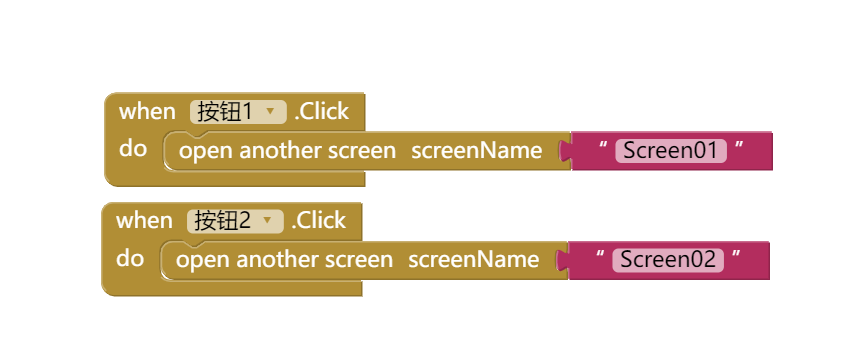 when 按钮1 .Click
do open another screen screenName “ Screen01 ”
when 按钮2 .Click
do open another screen screenName “ Screen02 ”